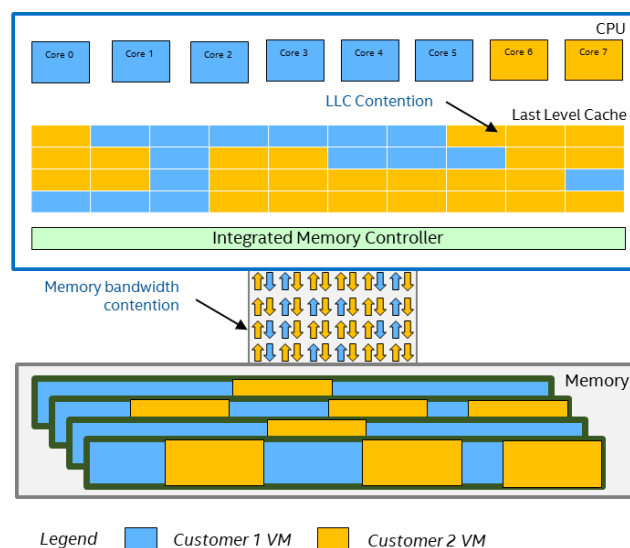 CPU
Core 0
Core 1
Core 2
Core 3
Core 4
Core 5
Core 6
Core 7
LLC Contention
Last Level Cache
Integrated Memory Controller
Memory bandwidth
contention
Memory
Legend
Customer 1 VM
Customer 2 VM